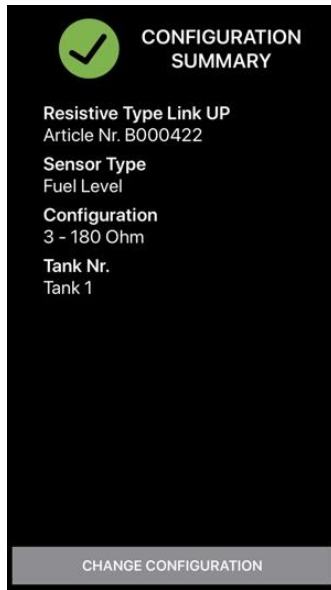 CONFIGURATION
SUMMARY
Resistive Type Link UP
Article Nr. B000422
Sensor Type
Fuel Level
Configuration
3 - 180 Ohm
Tank Nr.
Tank 1
CHANGE CONFIGURATION